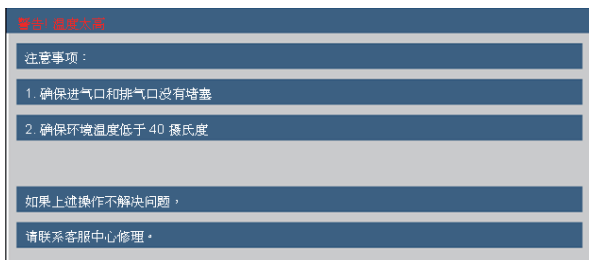 警告! 温度太高
注意事项：
1. 确保进气口和排气口没有堵塞
2. 确保环境温度低于 40 摄氏度
如果上述操作不解决问题，
请联系客服中心修理。